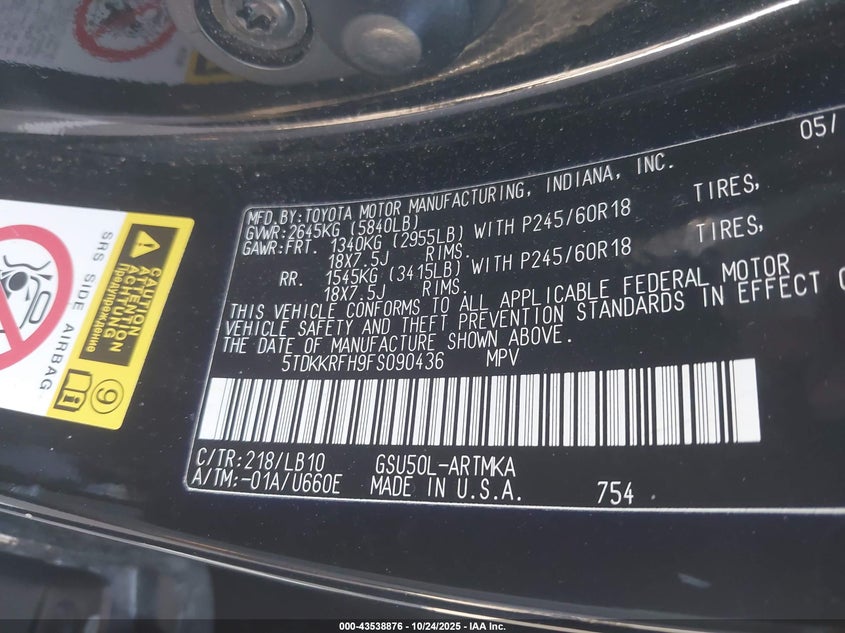 05/
MFD.BY:TOYOTA MOTOR MANUFACTURING, INDIANA, INC.
GVWR:2645KG (5840LB)
GAWR:FRT. 1340KG (2955LB) WITH P245/60R18 TIRES,
18X7.5J RIMS.
RR. 1545KG (3415LB) WITH P245/60R18 TIRES,
18X7.5J RIMS.
THIS VEHICLE CONFORMS TO ALL APPLICABLE FEDERAL MOTOR
VEHICLE SAFETY AND THEFT PREVENTION STANDARDS IN EFFECT O
THE DATE OF MANUFACTURE SHOWN ABOVE.
5TDKKRFH9FS090436 MPV
C/TR:218/LB10 GSU50L-ARTMKA
A/TM:-01A/U660E MADE IN U.S.A. 754
SRS SIDE AIRBAG
CAUTION
ACTION
ACHTUNG
Предупреждение
9
000-43538876 - 10/24/2025 - IAA Inc.